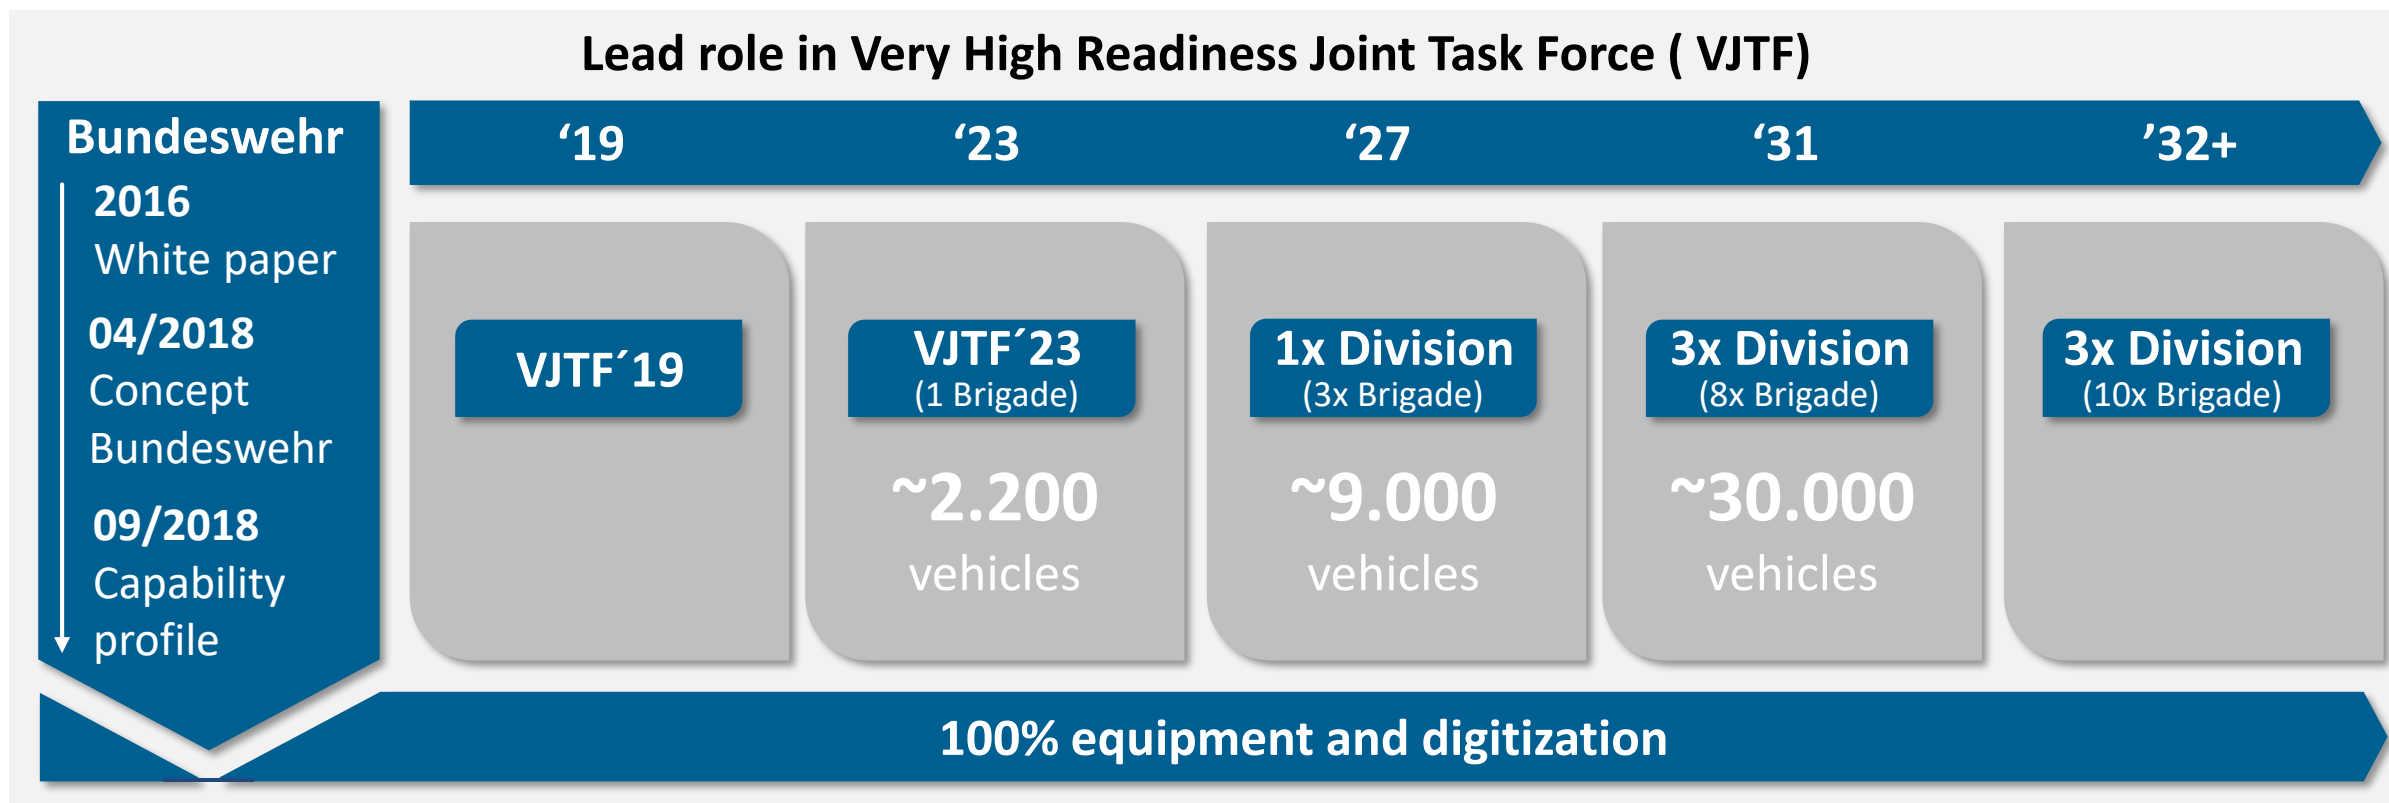 Lead role in Very High Readiness Joint Task Force ( VJTF)
Bundeswehr
2016
White paper
04/2018
Concept
Bundeswehr
09/2018
Capability
profile
‘19
‘23
‘27
‘31
’32+
VJTF´19
VJTF´23
(1 Brigade)
~2.200
vehicles
1x Division
(3x Brigade)
~9.000
vehicles
3x Division
(8x Brigade)
~30.000
vehicles
3x Division
(10x Brigade)
100% equipment and digitization